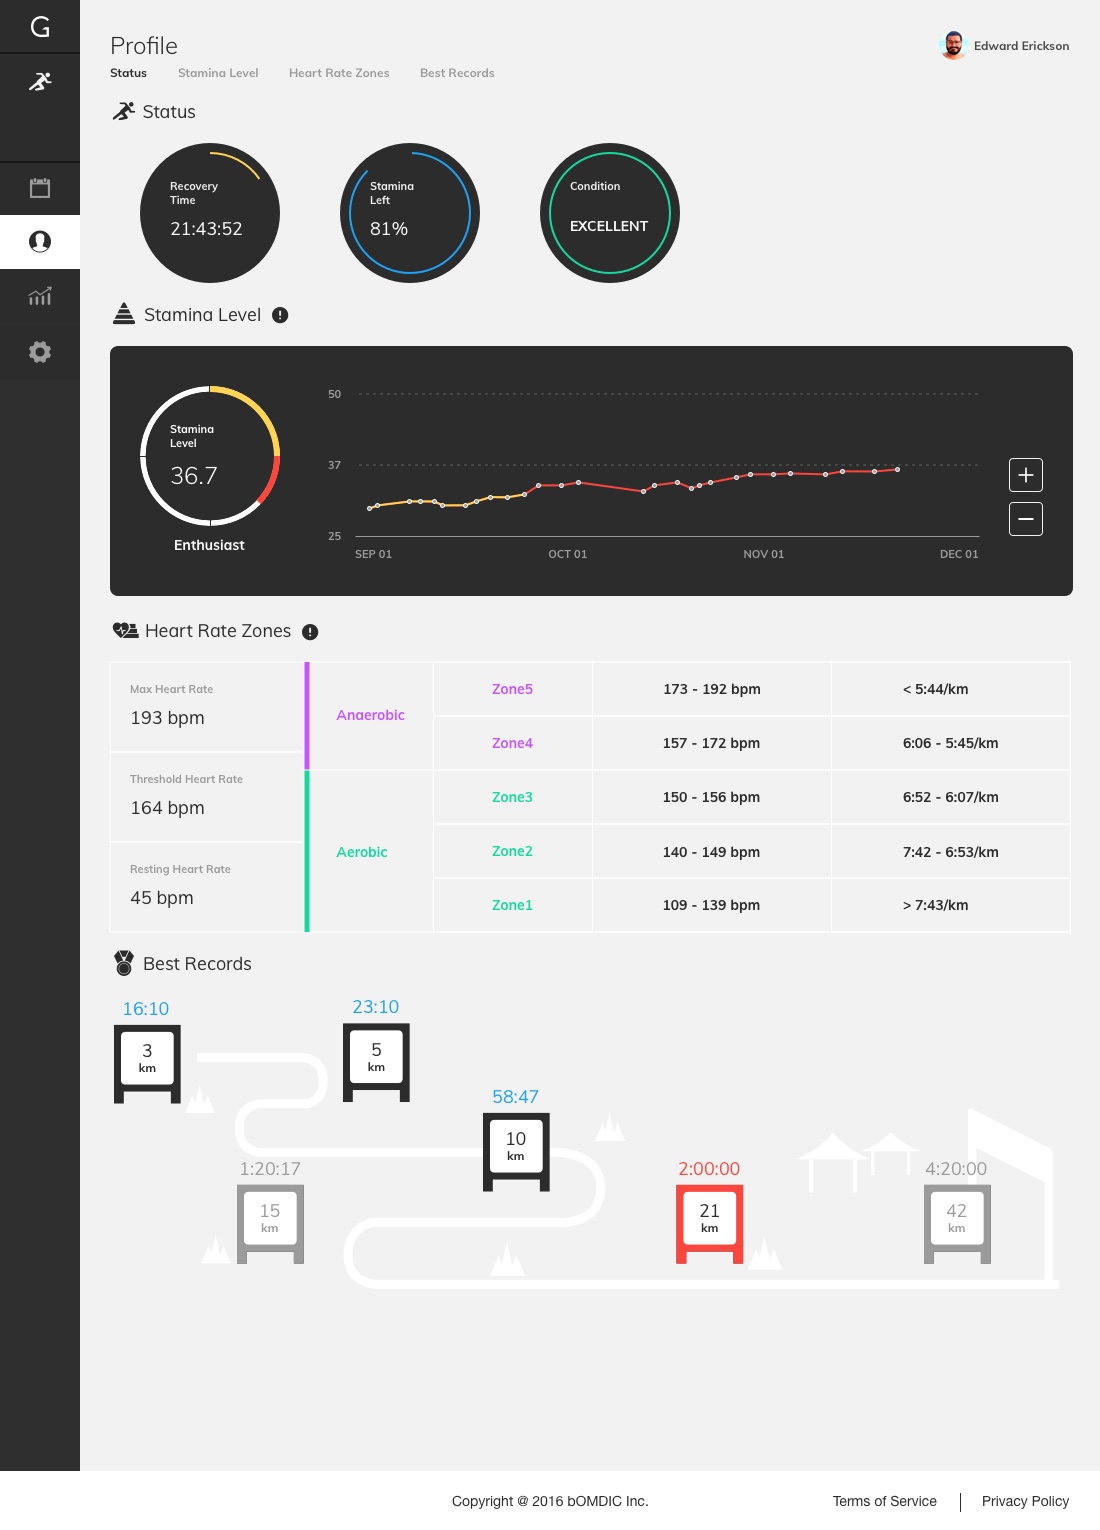 G
Profile
Edward Erickson
Status
Stamina Level
Heart Rate Zones
Best Records
Status
Recovery
Time
21:43:52
Stamina
Left
81%
Condition
EXCELLENT
Stamina Level
Stamina
Level
36.7
Enthusiast
50
37
25
SEP 01
OCT 01
NOV 01
DEC 01
Heart Rate Zones
Max Heart Rate
193 bpm
Threshold Heart Rate
164 bpm
Resting Heart Rate
45 bpm
Anaerobic
Zone5
173 - 192 bpm
< 5:44/km
Zone4
157 - 172 bpm
6:06 - 5:45/km
Aerobic
Zone3
150 - 156 bpm
6:52 - 6:07/km
Zone2
140 - 149 bpm
7:42 - 6:53/km
Zone1
109 - 139 bpm
> 7:43/km
Best Records
16:10
3
km
23:10
5
km
58:47
10
km
1:20:17
15
km
2:00:00
21
km
4:20:00
42
km
Copyright @ 2016 bOMDIC Inc.
Terms of Service
Privacy Policy